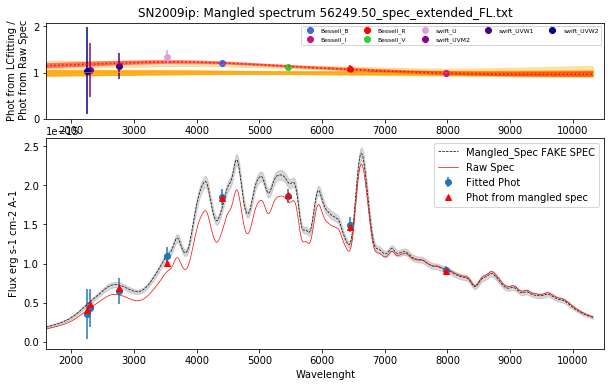 SN2009ip: Mangled spectrum 56249.50_spec_extended_FL.txt
Phot from LCfitting /
Phot from Raw Spec
2
1
0
Bessell_B
Bessell_I
Bessell_R
Bessell_V
swift_U
swift_UVM2
swift_UVW1
swift_UVW2
2000 3000 4000 5000 6000 7000 8000 9000 10000
1e−15
Flux erg s-1 cm-2 A-1
2.5
2.0
1.5
1.0
0.5
0.0
Mangled_Spec FAKE SPEC
Raw Spec
Fitted Phot
Phot from mangled spec
2000 3000 4000 5000 6000 7000 8000 9000 10000
Wavelenght